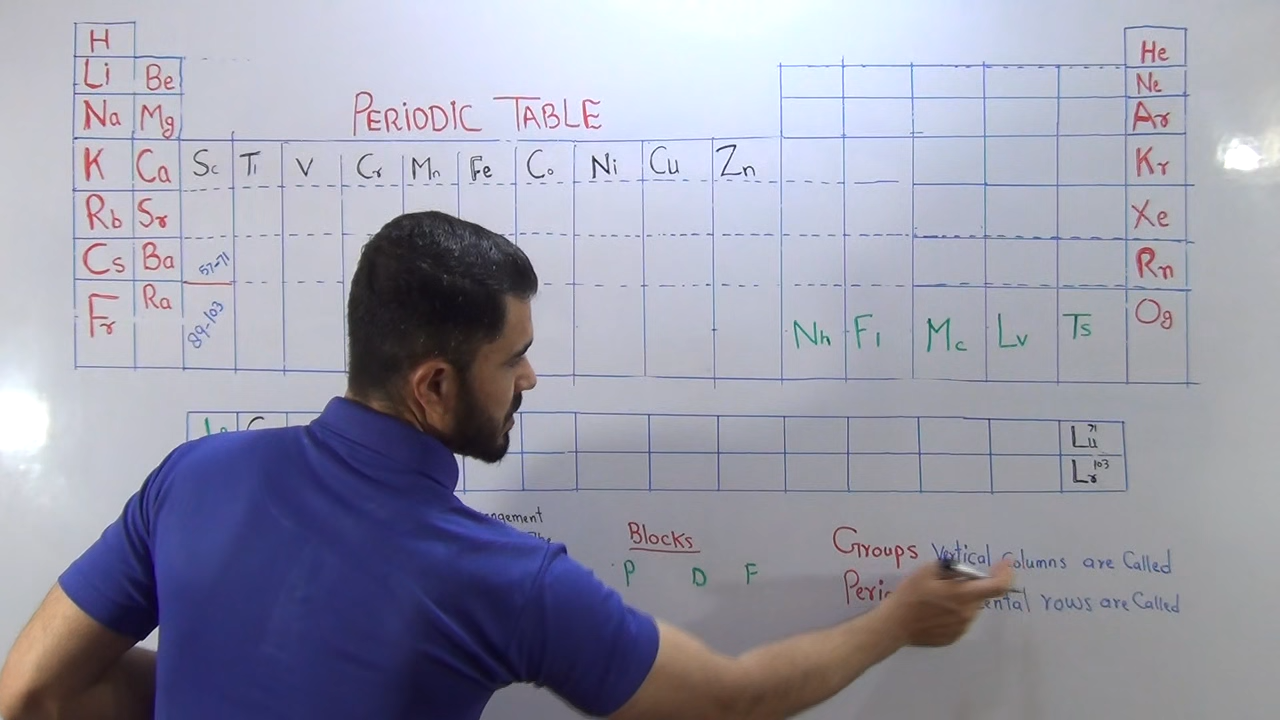 H He
Li Be Ne
Na Mg PERIODIC TABLE Ar
K Ca Sc Ti V Cr Mn Fe Co Ni Cu Zn Kr
Rb Sr Xe
Cs Ba 57-71 Rn
Fr Ra 89-103 Nh Fl Mc Lv Ts Og
Lu 71
Lr 103
Blocks
P D F
Groups Vertical Columns are Called
rows are Called